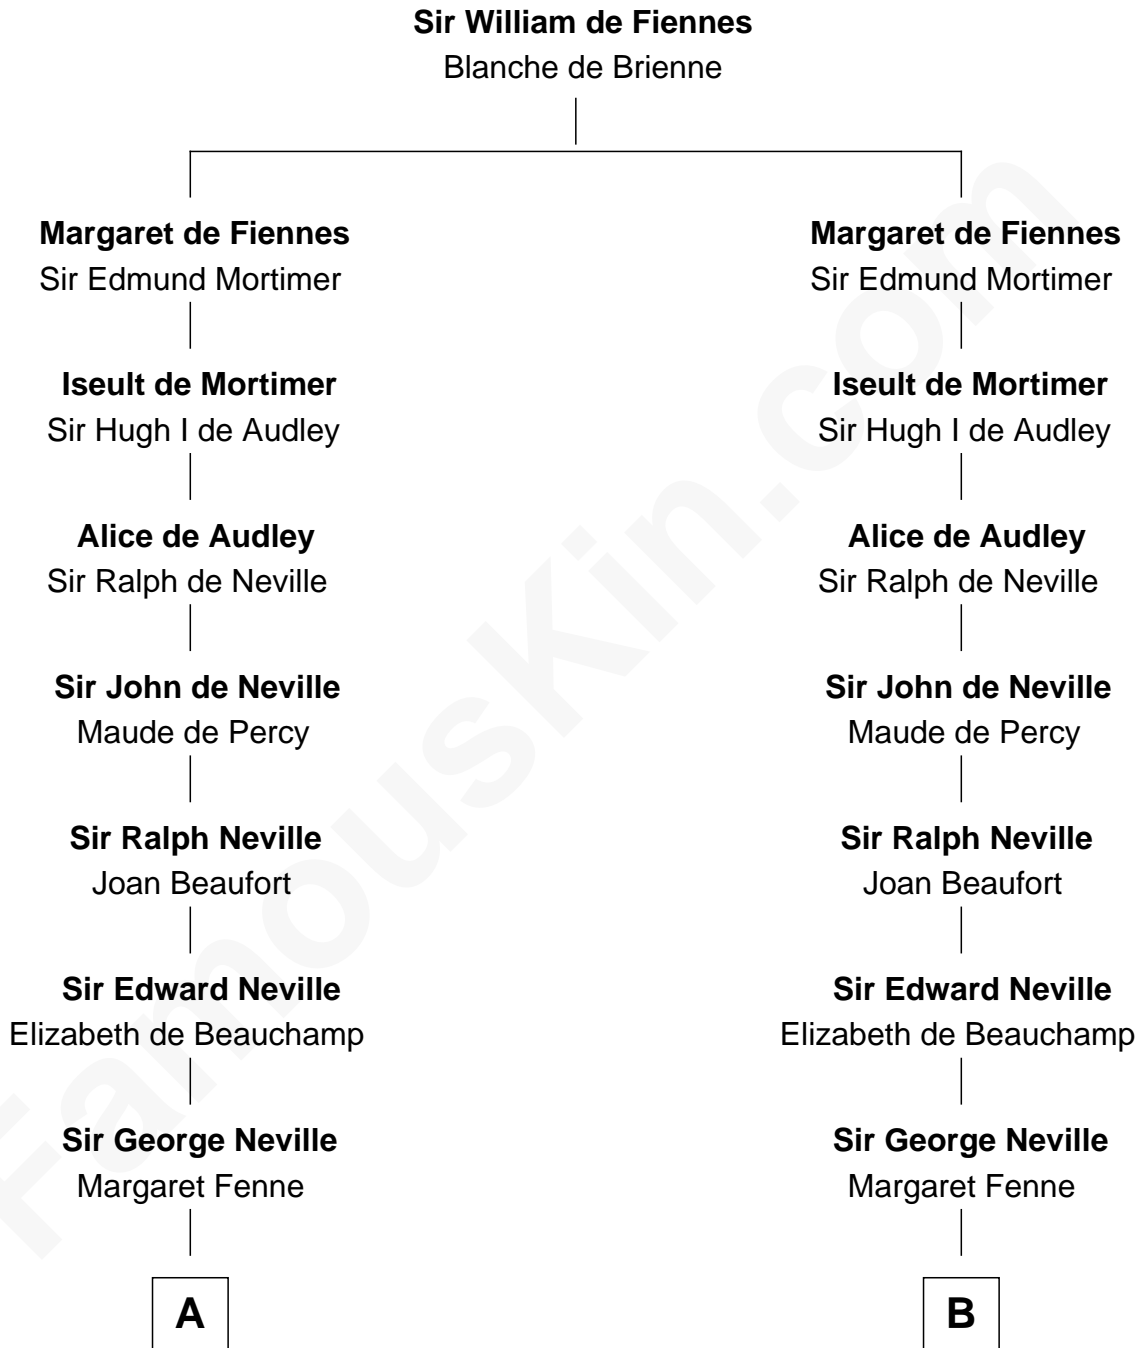 Sir William de Fiennes
Blanche de Brienne
Margaret de Fiennes
Sir Edmund Mortimer
Iseult de Mortimer
Sir Hugh I de Audley
Alice de Audley
Sir Ralph de Neville
Sir John de Neville
Maude de Percy
Sir Ralph Neville
Joan Beaufort
Sir Edward Neville
Elizabeth de Beauchamp
Sir George Neville
Margaret Fenne
A
Margaret de Fiennes
Sir Edmund Mortimer
Iseult de Mortimer
Sir Hugh I de Audley
Alice de Audley
Sir Ralph de Neville
Sir John de Neville
Maude de Percy
Sir Ralph Neville
Joan Beaufort
Sir Edward Neville
Elizabeth de Beauchamp
Sir George Neville
Margaret Fenne
B
FamousKin.com